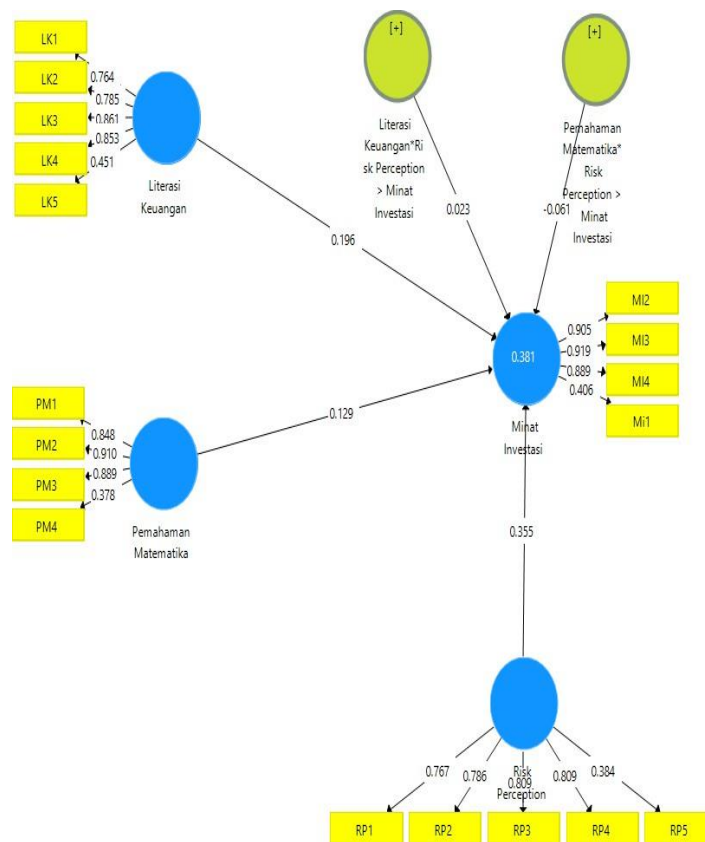 LK1
LK2
LK3
LK4
LK5
0.764
0.785
0.861
0.853
0.451
Literasi
Keuangan
[+]
Literasi
Keuangan*Ri
sk Perception
> Minat
Investasi
[+]
Pemahaman
Matematika*
Risk
Perception >
Minat
Investasi
0.023
-0.061
0.196
0.381
Minat
Investasi
0.905
0.919
0.889
0.406
MI2
MI3
MI4
Mi1
PM1
PM2
PM3
PM4
0.848
0.910
0.889
0.378
Pemahaman
Matematika
0.129
0.355
Risk
Perception
0.767
0.786
0.809
0.809
0.384
RP1
RP2
RP3
RP4
RP5